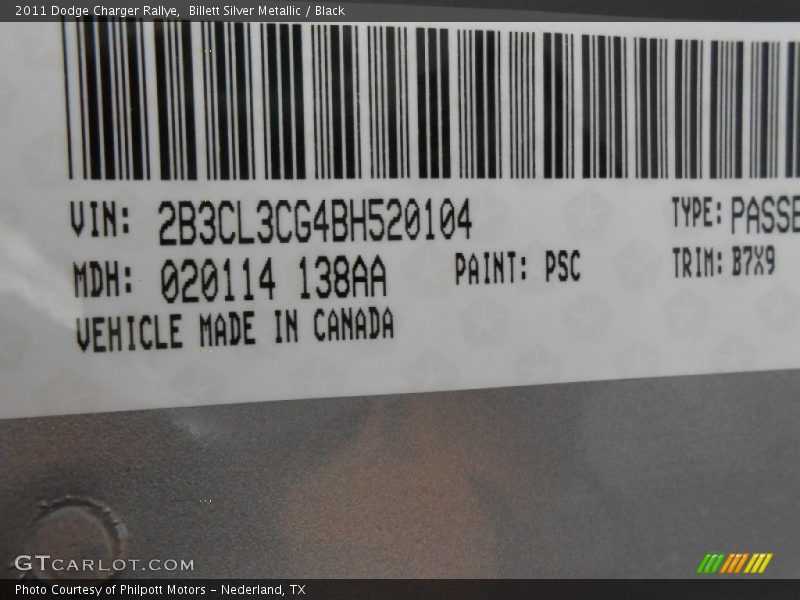 2011 Dodge Charger Rallye, Billett Silver Metallic / Black
VIN: 2B3CL3CG4BH520104 TYPE: PASSE
MDH: 020114 138AA PAINT: PSC TRIM: B7X9
VEHICLE MADE IN CANADA
GTCARLOT.COM
Photo Courtesy of Philpott Motors - Nederland, TX